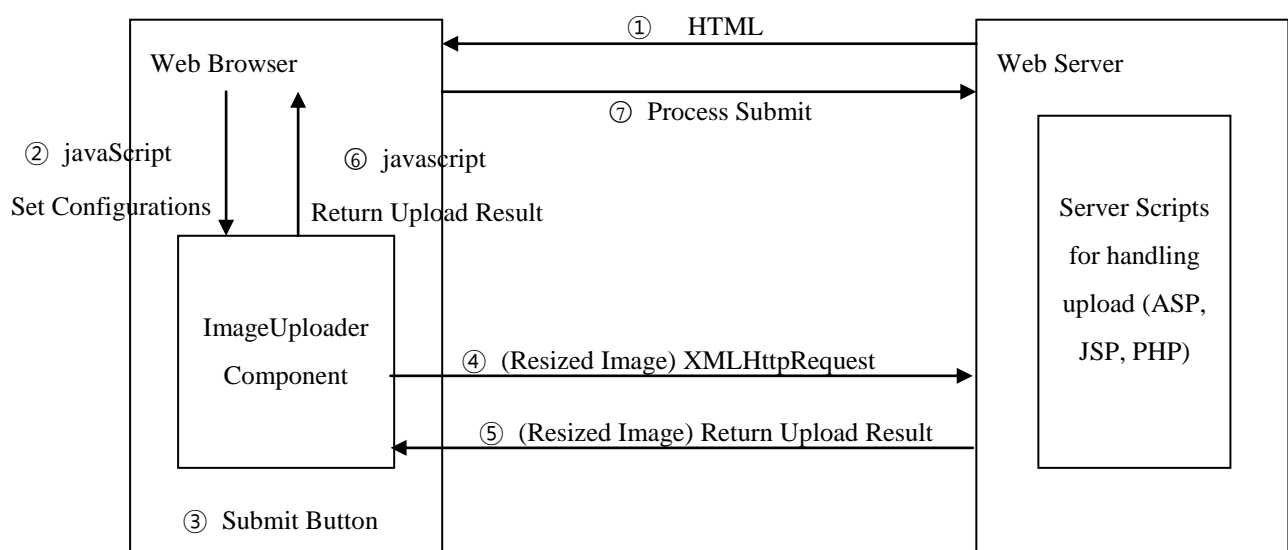 ① HTML
Web Browser
Web Server
⑦ Process Submit
② javaScript
Set Configurations
⑥ javascript
Return Upload Result
Server Scripts
for handling
upload (ASP,
JSP, PHP)
ImageUploader
Component
④ (Resized Image) XMLHttpRequest
⑤ (Resized Image) Return Upload Result
③ Submit Button